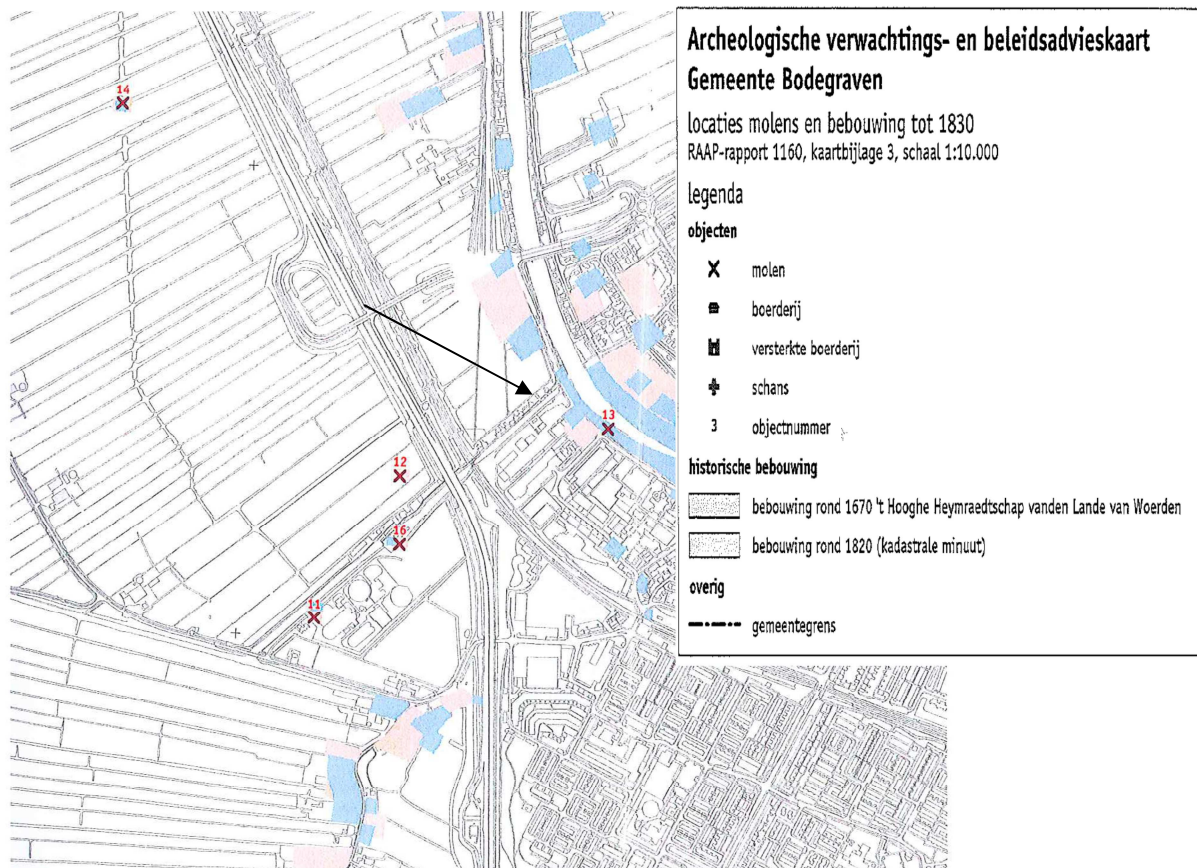 Archeologische verwachtings- en beleidsadvieskaart
Gemeente Bodegraven
locaties molens en bebouwing tot 1830
RAAP-rapport 1160, kaartbijlage 3, schaal 1:10.000
legenda
objecten
molen
boerderij
versterkte boerderij
schans
3 objectnummer
historische bebouwing
bebouwing rond 1670 't Hooghe Heymraedtschap vanden Lande van Woerden
bebouwing rond 1820 (kadastrale minuut)
overig
gemeentegrens
14
13
12
16
11